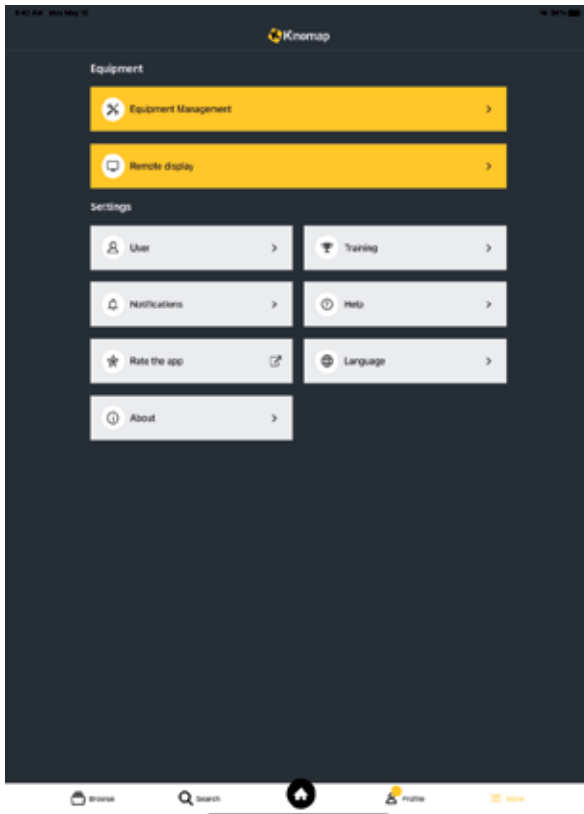 Kinomap
Equipment
Equipment Management
Remote display
Settings
User
Training
Notifications
Help
Rate the app
Language
About
Browse
Search
Profile
More